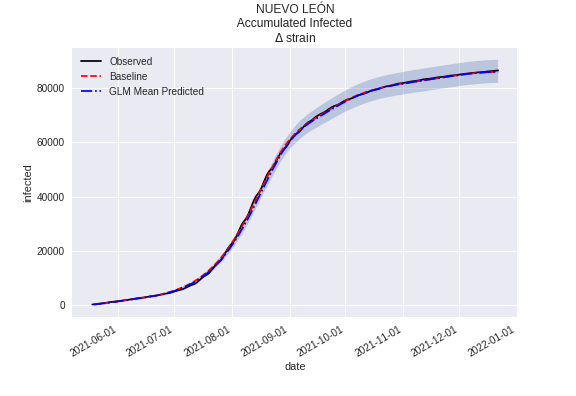 NUEVO LEÓN
Accumulated Infected
Δ strain
Observed
Baseline
GLM Mean Predicted
infected
80000
60000
40000
20000
0
2021-06-01
2021-07-01
2021-08-01
2021-09-01
2021-10-01
2021-11-01
2021-12-01
2022-01-01
date